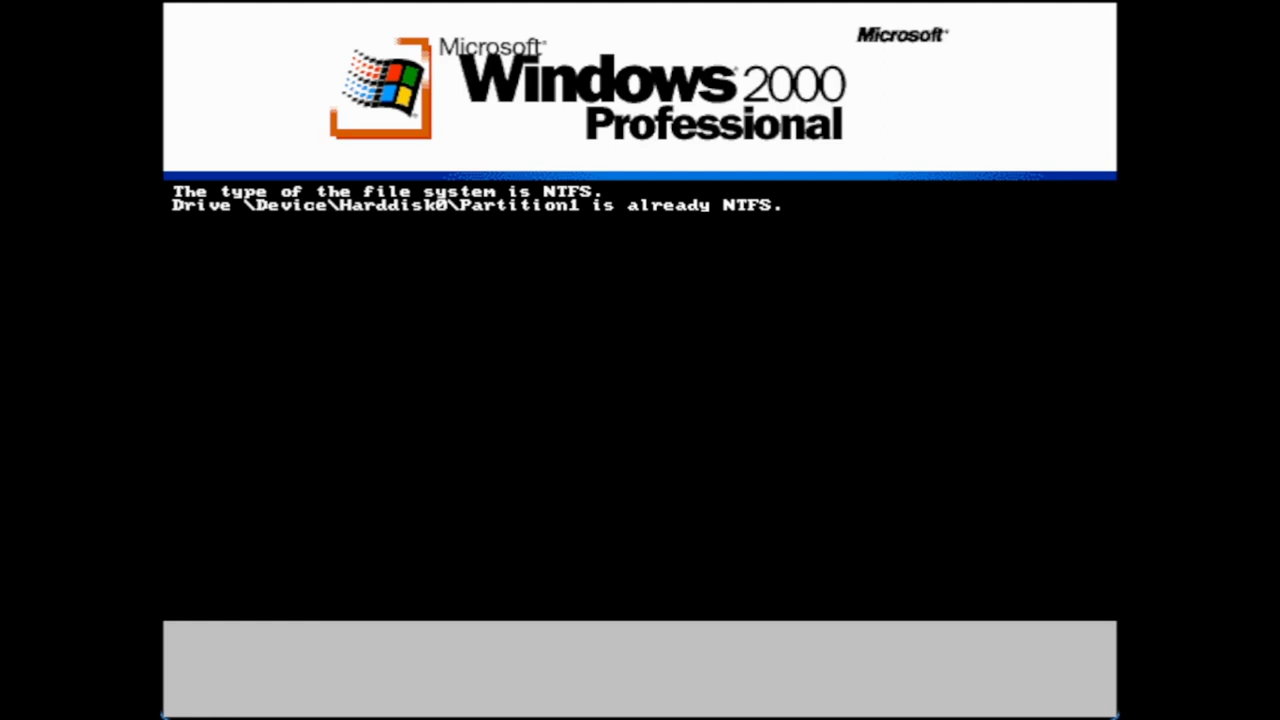 Microsoft
Microsoft
Windows 2000
Professional
The type of the file system is NTFS.
Drive \Device\Harddisk0\Partition1 is already NTFS.